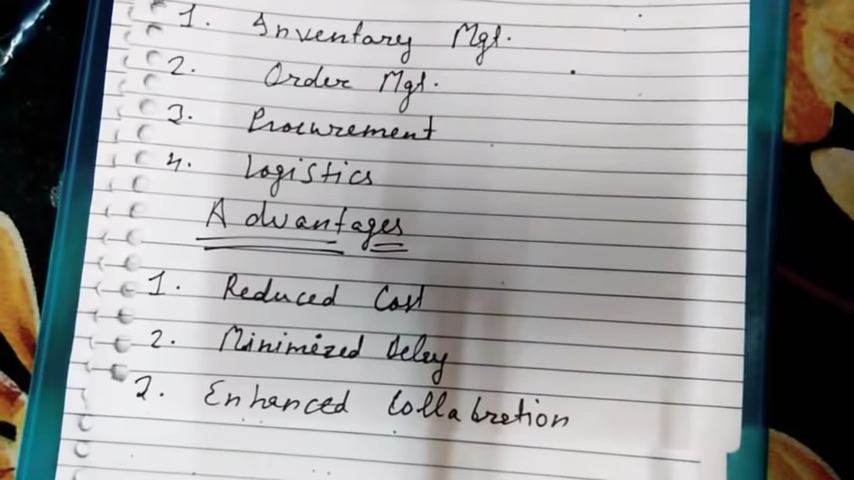 1. Inventary Mgt.
2. Order Mgt.
3. Procurement
4. Logistics
Advantages
1. Reduced Cost
2. Minimized Delay
2. Enhanced Collabretion